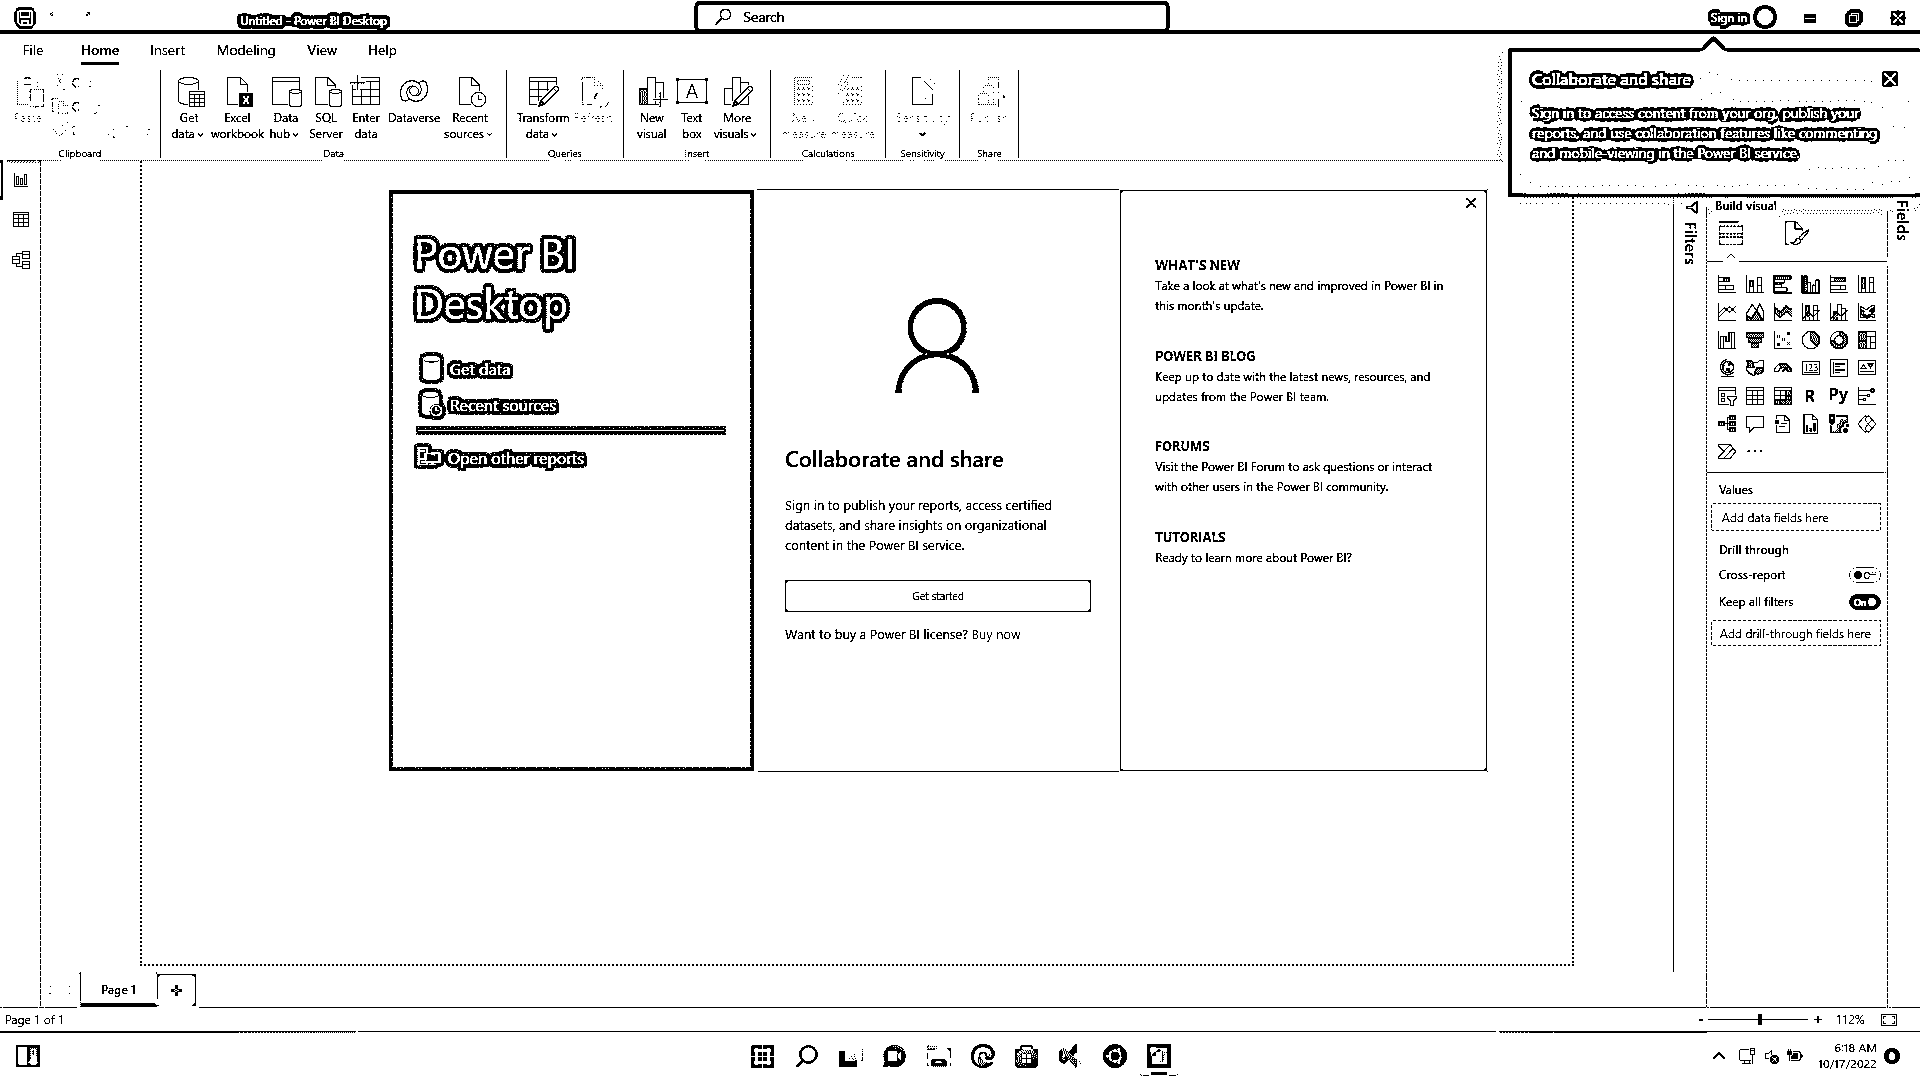 Untitled - Power BI Desktop
Search
Sign in
File Home Insert Modeling View Help
Collaborate and share
Sign in to access content from your org, publish your
reports, and use collaboration features like commenting
and mobile-viewing in the Power BI service.
Paste
Get data
Excel workbook
Data hub
SQL Server
Enter data
Dataverse
Recent sources
Transform data
Refresh
New visual
Text box
More visuals
New measure
Quick measure
Sensitivity
Publish
Clipboard
Data
Queries
Insert
Calculations
Sensitivity
Share
Power BI
Desktop
Get data
Recent sources
Open other reports
Collaborate and share
Sign in to publish your reports, access certified
datasets, and share insights on organizational
content in the Power BI service.
Get started
Want to buy a Power BI license? Buy now
WHAT'S NEW
Take a look at what's new and improved in Power BI in
this month's update.
POWER BI BLOG
Keep up to date with the latest news, resources, and
updates from the Power BI team.
FORUMS
Visit the Power BI Forum to ask questions or interact
with other users in the Power BI community.
TUTORIALS
Ready to learn more about Power BI?
Filters
Build visual
Fields
123
R
Py
Values
Add data fields here
Drill through
Cross-report
Keep all filters
On
Add drill-through fields here
Page 1
Page 1 of 1
112%
6:18 AM
10/17/2022